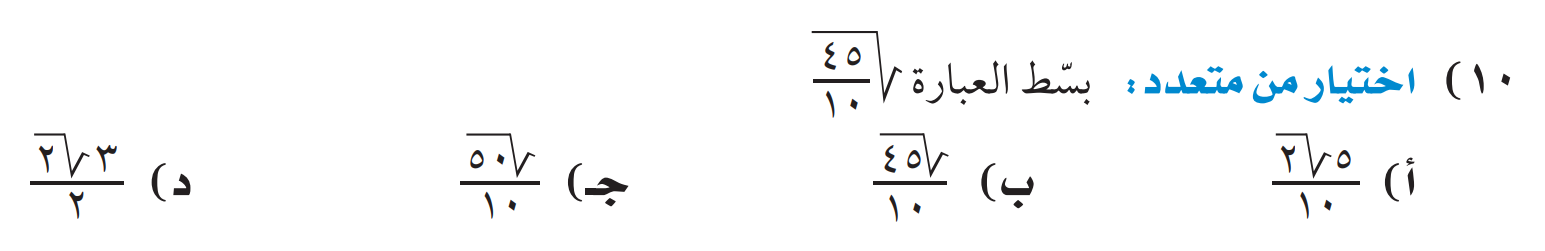 ١٠) اختيار من متعدد: بسّط العبارة √(٤٥/١٠)
أ) ٥√٢/١٠ ب) √٤٥/١٠ جـ) √٥٠/١٠ د) ٣√٢/٢